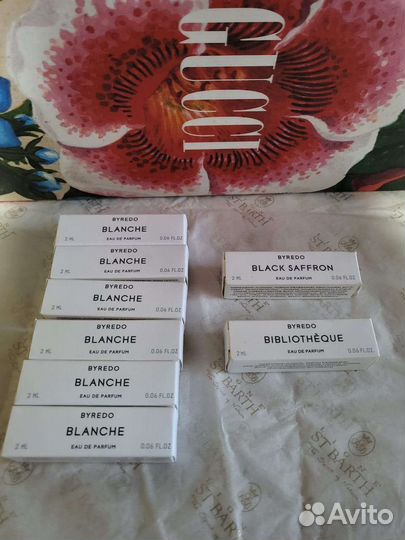 GUCCI
BYREDO
BLANCHE
2 ML EAU DE PARFUM 0.06 FL.OZ
BYREDO
BLANCHE
2 ML EAU DE PARFUM 0.06 FL.OZ
BYREDO
BLANCHE
2 ML EAU DE PARFUM 0.06 FL.OZ
BYREDO
BLANCHE
2 ML EAU DE PARFUM 0.06 FL.OZ
BYREDO
BLANCHE
2 ML EAU DE PARFUM 0.06 FL.OZ
BYREDO
BLANCHE
2 ML EAU DE PARFUM 0.06 FL.OZ
BYREDO
BLACK SAFFRON
2 ML EAU DE PARFUM 0.06 FL.OZ
BYREDO
BIBLIOTHÈQUE
2 ML EAU DE PARFUM 0.06 FL.OZ
ST BARTH
Avito